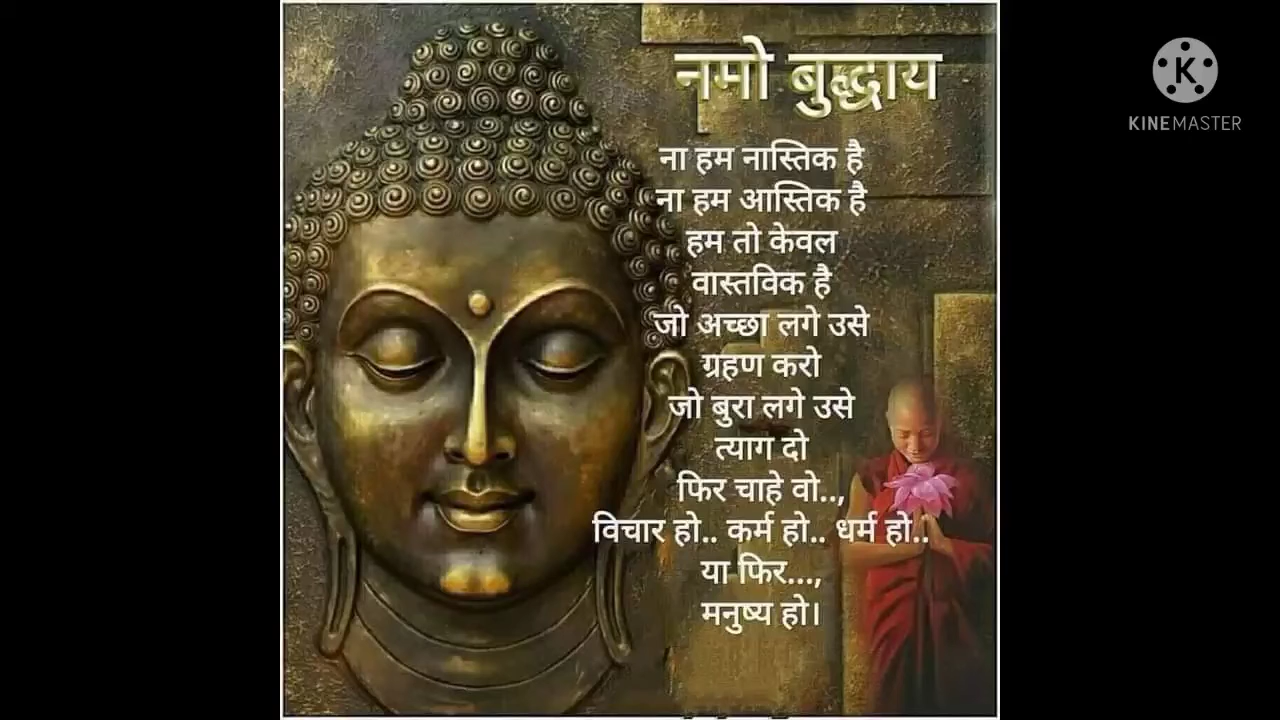 नमो बुद्धाय
ना हम नास्तिक है
ना हम आस्तिक है
हम तो केवल
वास्तविक है
जो अच्छा लगे उसे
ग्रहण करो
जो बुरा लगे उसे
त्याग दो
फिर चाहे वो..,
विचार हो.. कर्म हो.. धर्म हो..
या फिर...,
मनुष्य हो।
K
KINEMASTER